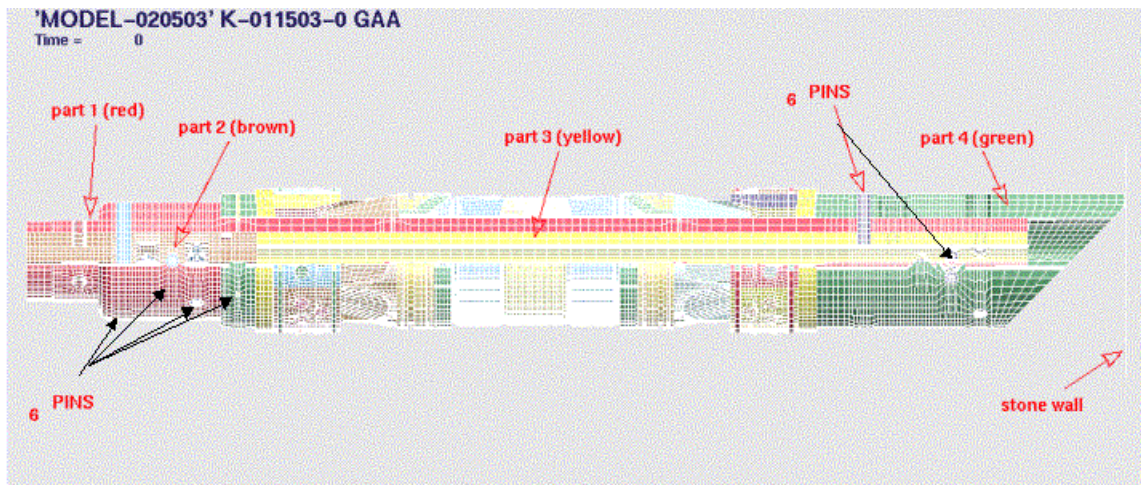 'MODEL-020503' K-011503-0 GAA
Time = 0
6 PINS
part 1 (red)
part 2 (brown)
part 3 (yellow)
part 4 (green)
6 PINS
stone wall